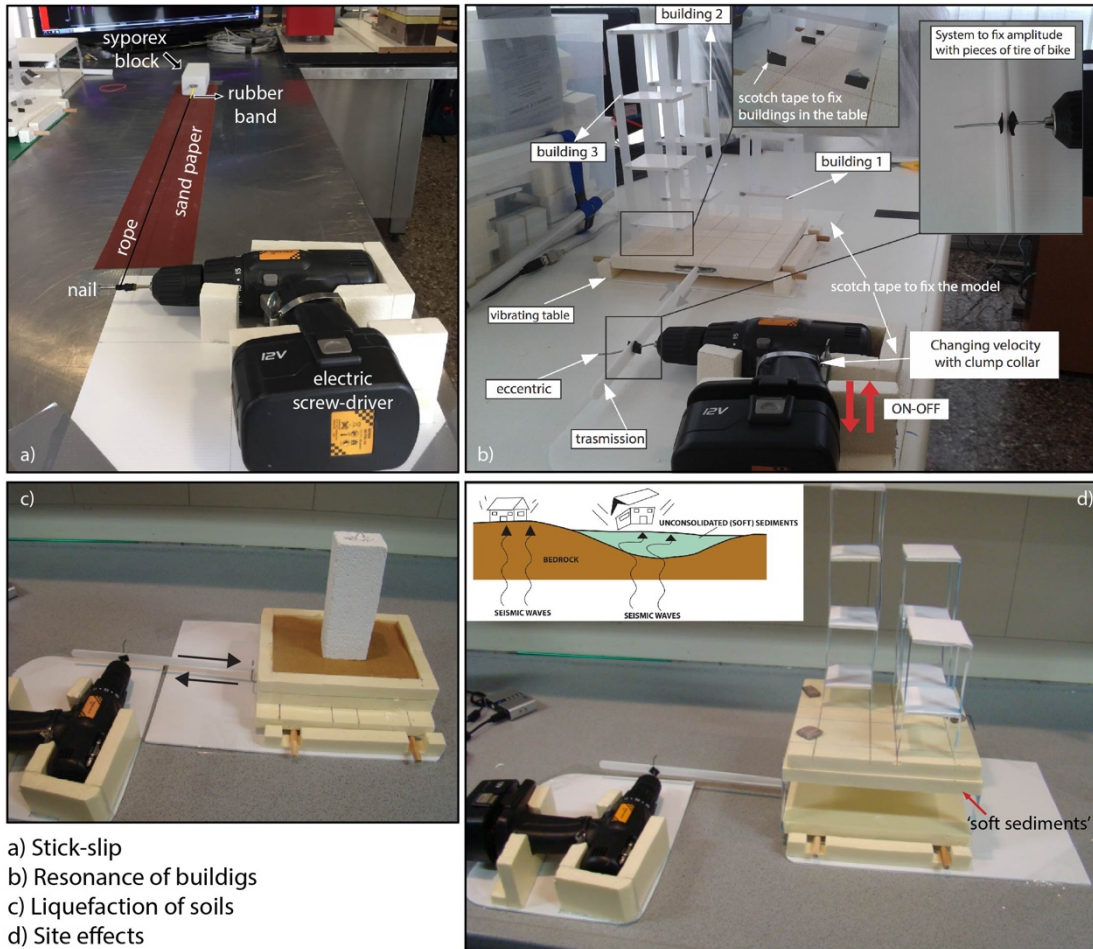 syporex
block
rubber
band
sand paper
rope
nail
12V
electric
screw-driver
a)
building 2
System to fix amplitude
with pieces of tire of bike
scotch tape to fix
buildings in the table
building 3
building 1
scotch tape to fix the model
vibrating table
Changing velocity
with clump collar
eccentric
12V
ON-OFF
trasmission
b)
c)
d)
UNCONSOLIDATED (SOFT) SEDIMENTS
BEDROCK
SEISMIC WAVES
SEISMIC WAVES
'soft sediments'
a) Stick-slip
b) Resonance of buildigs
c) Liquefaction of soils
d) Site effects